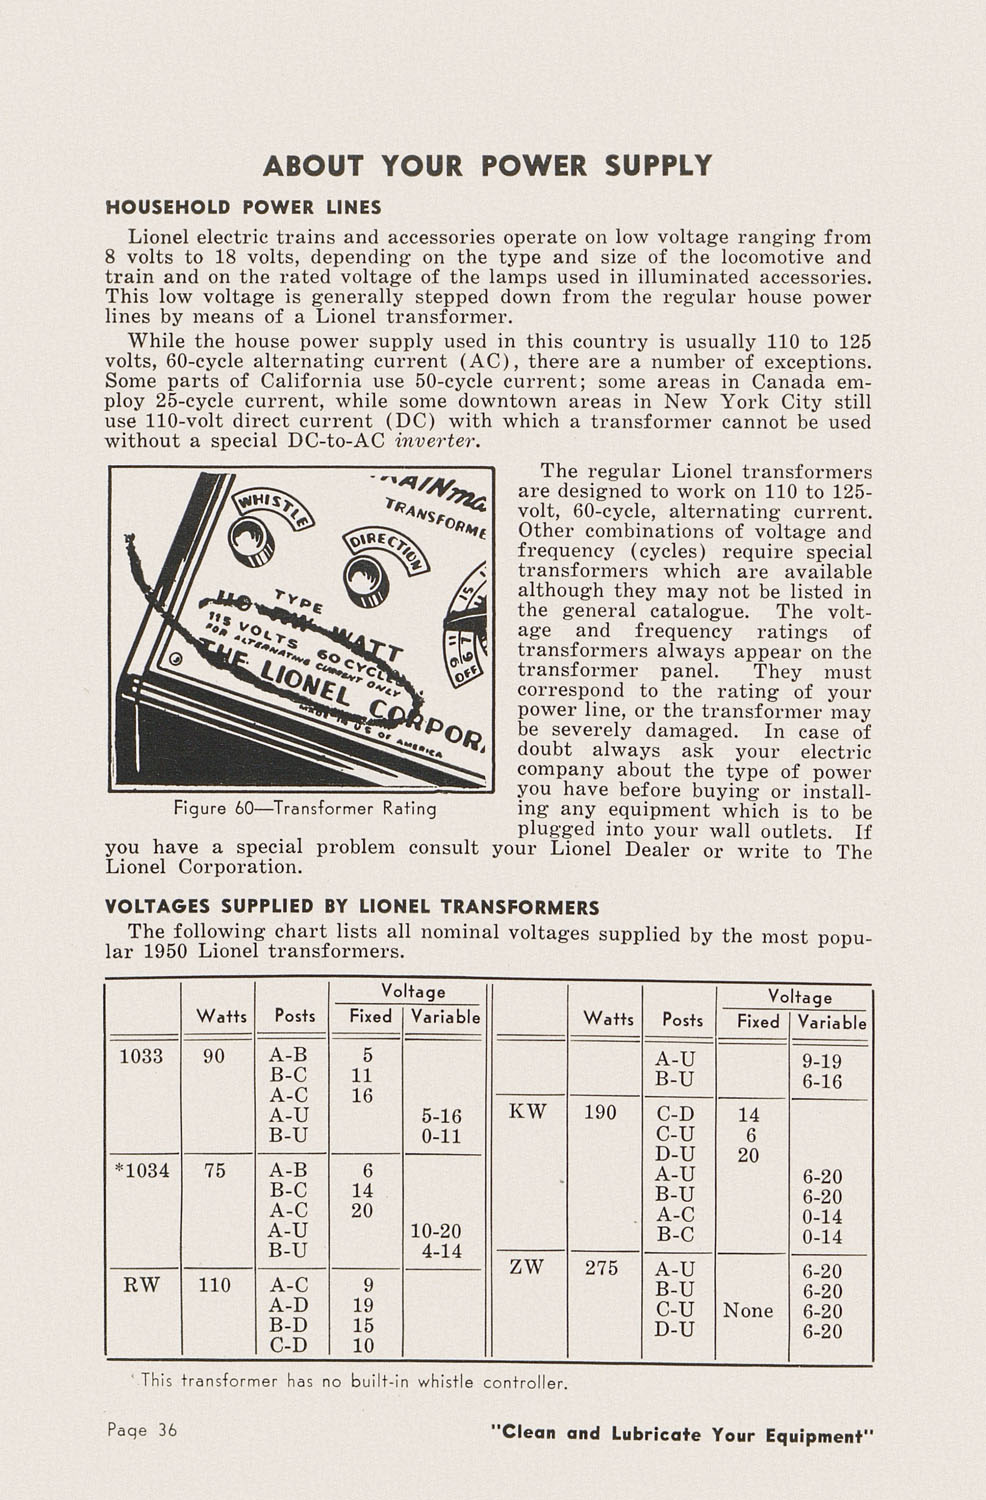 ABOUT YOUR POWER SUPPLY
HOUSEHOLD POWER LINES
Lionel electric trains and accessories operate on low voltage ranging from
8 volts to 18 volts, depending on the type and size of the locomotive and
train and on the rated voltage of the lamps used in illuminated accessories.
This low voltage is generally stepped down from the regular house power
lines by means of a Lionel transformer.
While the house power supply used in this country is usually 110 to 125
volts, 60-cycle alternating current (AC), there are a number of exceptions.
Some parts of California use 50-cycle current; some areas in Canada em-
ploy 25-cycle current, while some downtown areas in New York City still
use 110-volt direct current (DC) with which a transformer cannot be used
without a special DC-to-AC inverter.
AINma
TRANSFORME
WHISTLE
DIRECTION
TYPE
110 RW WATT
115 VOLTS 60 CYCLE
FOR ALTERNATING CURRENT ONLY
THE LIONEL CORPOR
MADE IN U S OF AMERICA
15
11
9
7
6
OFF
Figure 60—Transformer Rating
The regular Lionel transformers
are designed to work on 110 to 125-
volt, 60-cycle, alternating current.
Other combinations of voltage and
frequency (cycles) require special
transformers which are available
although they may not be listed in
the general catalogue. The volt-
age and frequency ratings of
transformers always appear on the
transformer panel. They must
correspond to the rating of your
power line, or the transformer may
be severely damaged. In case of
doubt always ask your electric
company about the type of power
you have before buying or install-
ing any equipment which is to be
plugged into your wall outlets. If
you have a special problem consult your Lionel Dealer or write to The
Lionel Corporation.
VOLTAGES SUPPLIED BY LIONEL TRANSFORMERS
The following chart lists all nominal voltages supplied by the most popu-
lar 1950 Lionel transformers.
Voltage
Watts Posts Fixed Variable
1033 90 A-B 5
B-C 11
A-C 16
A-U 5-16
B-U 0-11
*1034 75 A-B 6
B-C 14
A-C 20
A-U 10-20
B-U 4-14
RW 110 A-C 9
A-D 19
B-D 15
C-D 10
Voltage
Watts Posts Fixed Variable
A-U 9-19
B-U 6-16
KW 190 C-D 14
C-U 6
D-U 20
A-U 6-20
B-U 6-20
A-C 0-14
B-C 0-14
ZW 275 A-U 6-20
B-U 6-20
C-U None 6-20
D-U 6-20
*This transformer has no built-in whistle controller.
Page 36
"Clean and Lubricate Your Equipment"